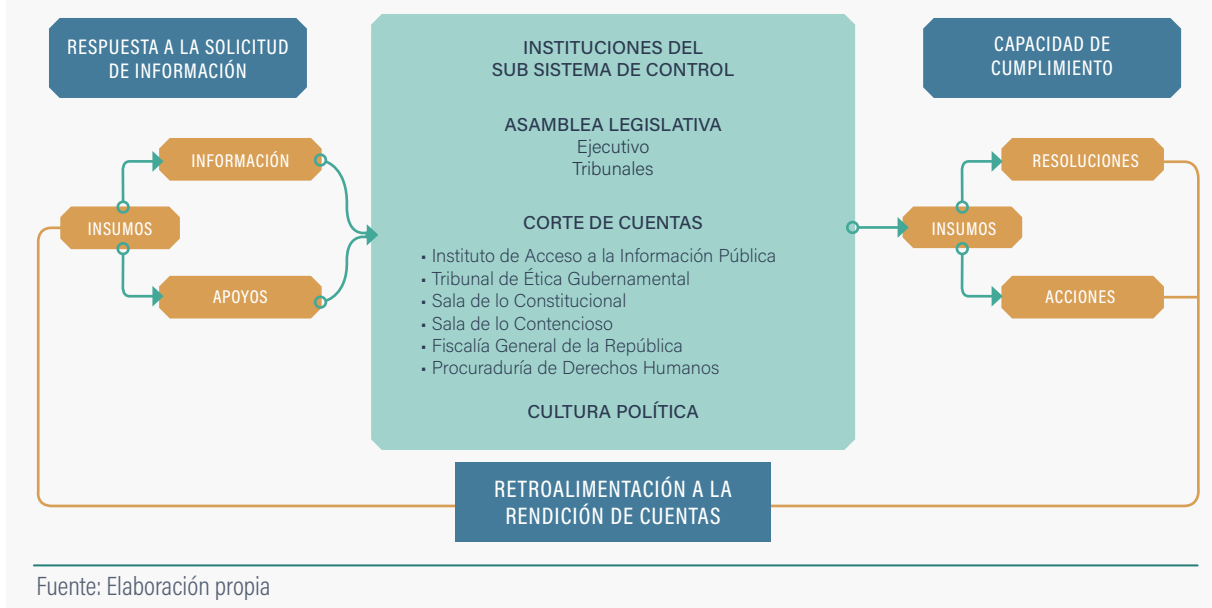 RESPUESTA A LA SOLICITUD
DE INFORMACIÓN
INFORMACIÓN
INSUMOS
APOYOS
INSTITUCIONES DEL
SUB SISTEMA DE CONTROL
ASAMBLEA LEGISLATIVA
Ejecutivo
Tribunales
CORTE DE CUENTAS
• Instituto de Acceso a la Información Pública
• Tribunal de Ética Gubernamental
• Sala de lo Constitucional
• Sala de lo Contencioso
• Fiscalía General de la República
• Procuraduría de Derechos Humanos
CULTURA POLÍTICA
CAPACIDAD DE
CUMPLIMIENTO
RESOLUCIONES
INSUMOS
ACCIONES
RETROALIMENTACIÓN A LA
RENDICIÓN DE CUENTAS
Fuente: Elaboración propia